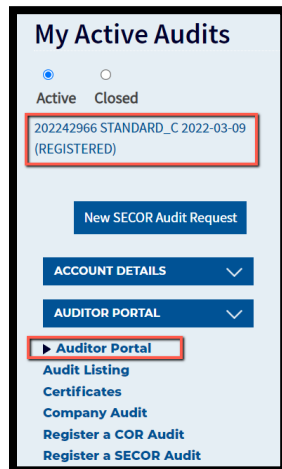 My Active Audits
Active Closed
202242966 STANDARD_C 2022-03-09
(REGISTERED)
New SECOR Audit Request
ACCOUNT DETAILS
AUDITOR PORTAL
Auditor Portal
Audit Listing
Certificates
Company Audit
Register a COR Audit
Register a SECOR Audit